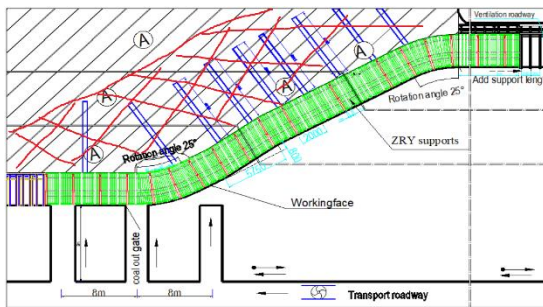 Ventilation roadway
A
Add support leng
Rotation angle 25°
A
A
A
ZRY supports
Rotation angle 25°
A
Workingface
coal out gate
8m
8m
Transport roadway